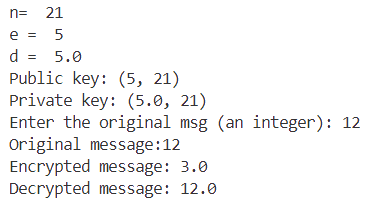 n=  21
e =  5
d =  5.0
Public key: (5, 21)
Private key: (5.0, 21)
Enter the original msg (an integer): 12
Original message:12
Encrypted message: 3.0
Decrypted message: 12.0